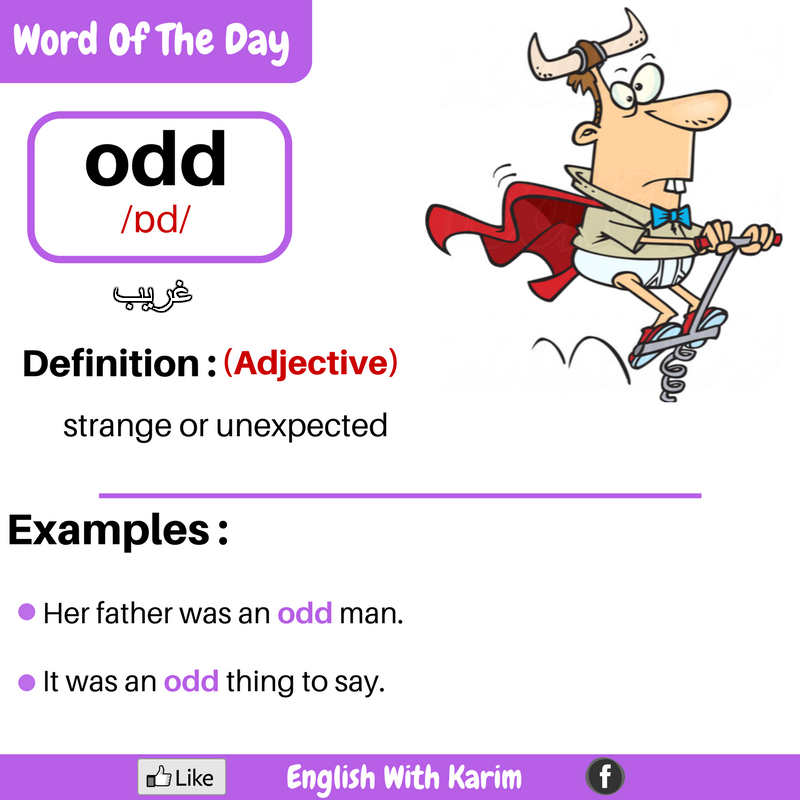 Word Of The Day
odd
/ɒd/
غريب
Definition : (Adjective)
strange or unexpected
Examples :
Her father was an odd man.
It was an odd thing to say.
Like English With Karim f